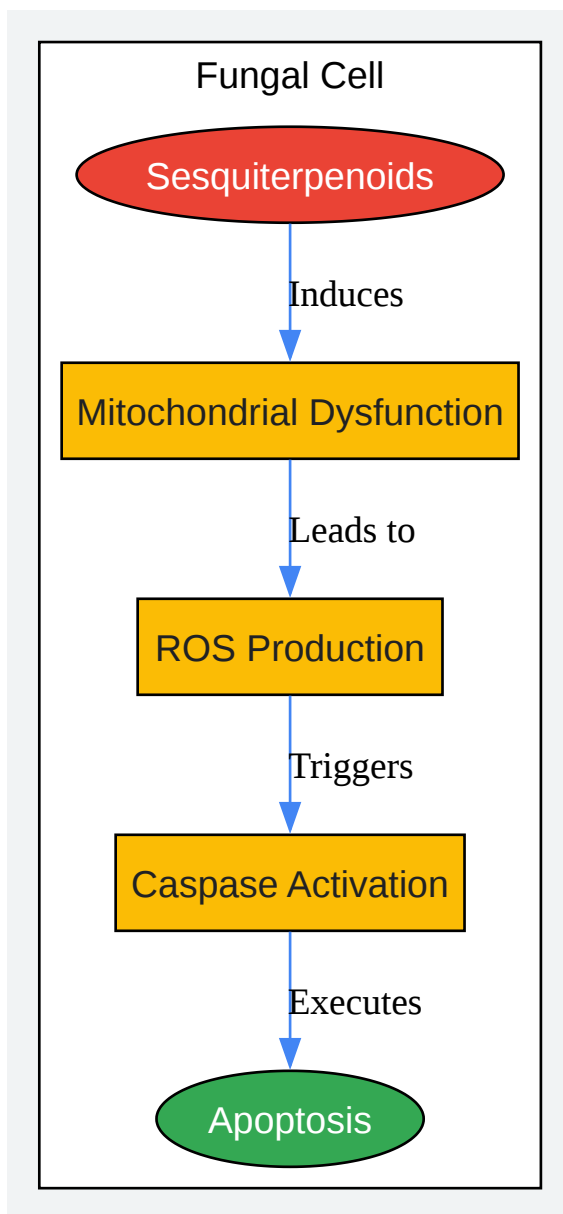 Fungal Cell
Sesquiterpenoids
Induces
Mitochondrial Dysfunction
Leads to
ROS Production
Triggers
Caspase Activation
Executes
Apoptosis